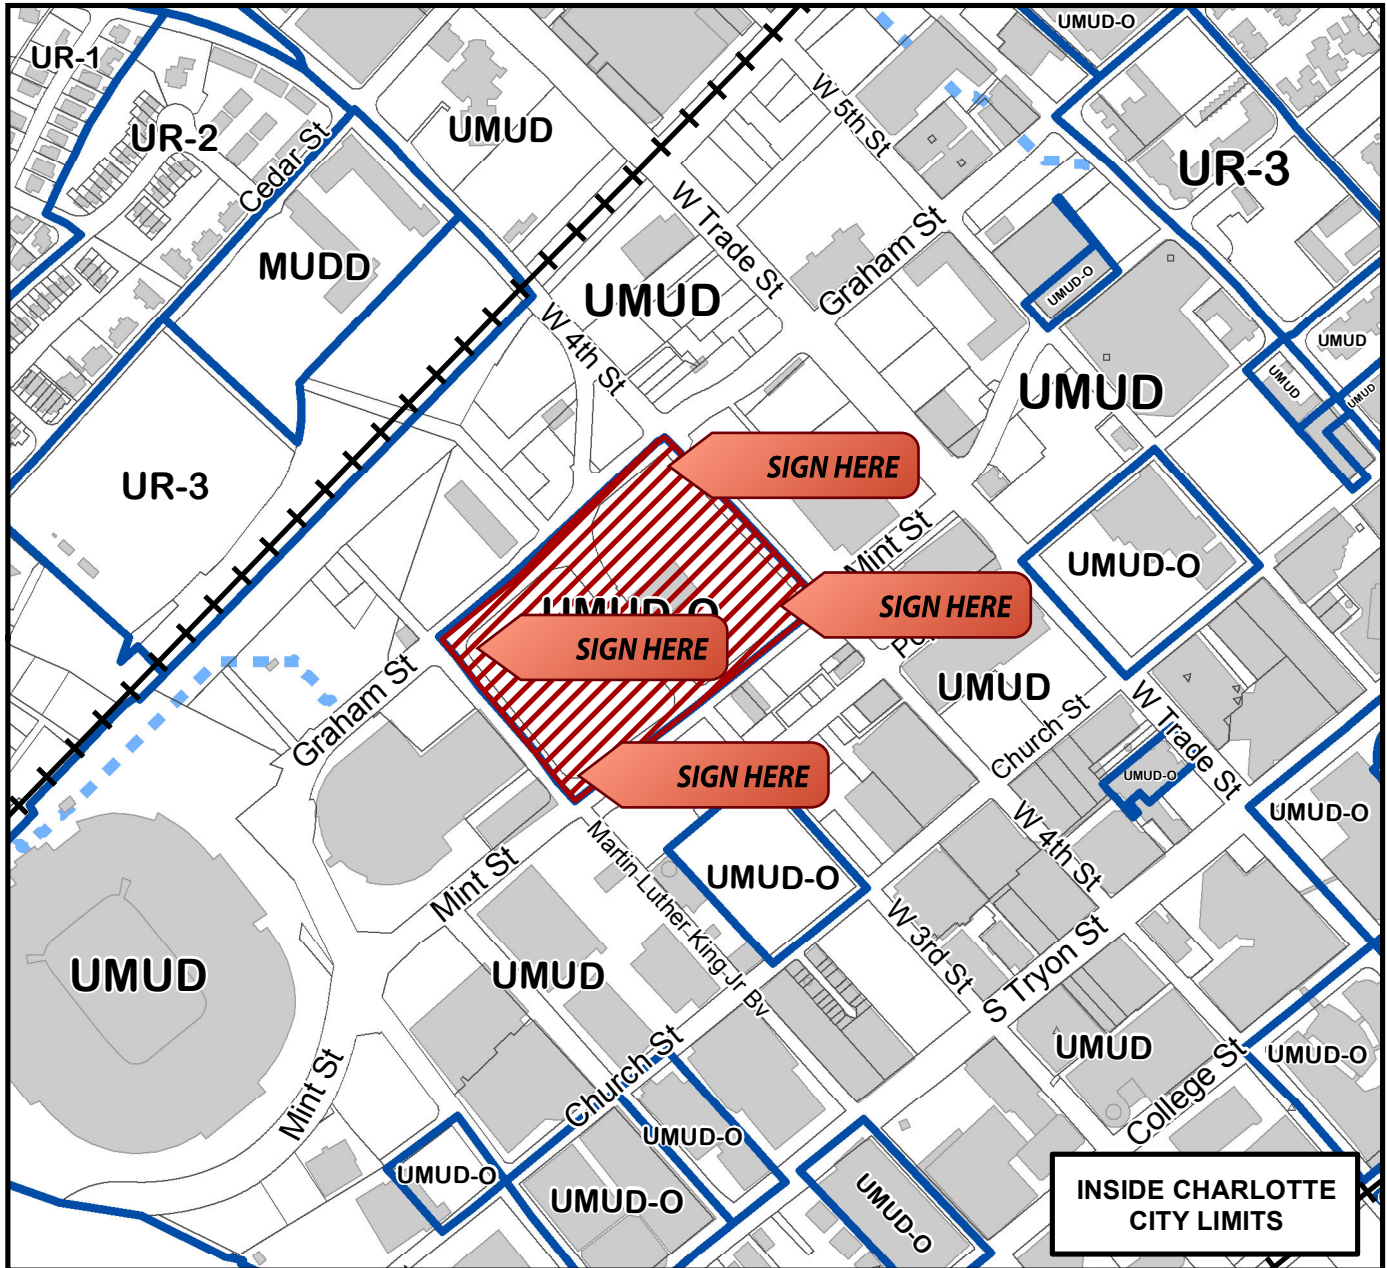 UMUD-O
UR-1
UR-2
Cedar St
UMUD
W 5th St
UR-3
MUDD
W Trade St
Graham St
UMUD
UMUD-O
W 4th St
UMUD
UMUD
UMUD
UMUD
SIGN HERE
UR-3
Mint St
UMUD-O
SIGN HERE
UMUD-O
SIGN HERE
UMUD
Graham St
Church St
W Trade St
SIGN HERE
UMUD-O
UMUD-O
W 4th St
Martin Luther King Jr Bv
Mint St
UMUD-O
W 3rd St
S Tryon St
UMUD
UMUD
UMUD
UMUD-O
College St
Mint St
Church St
UMUD-O
UMUD-O
UMUD-O
UMUD-O
INSIDE CHARLOTTE
CITY LIMITS